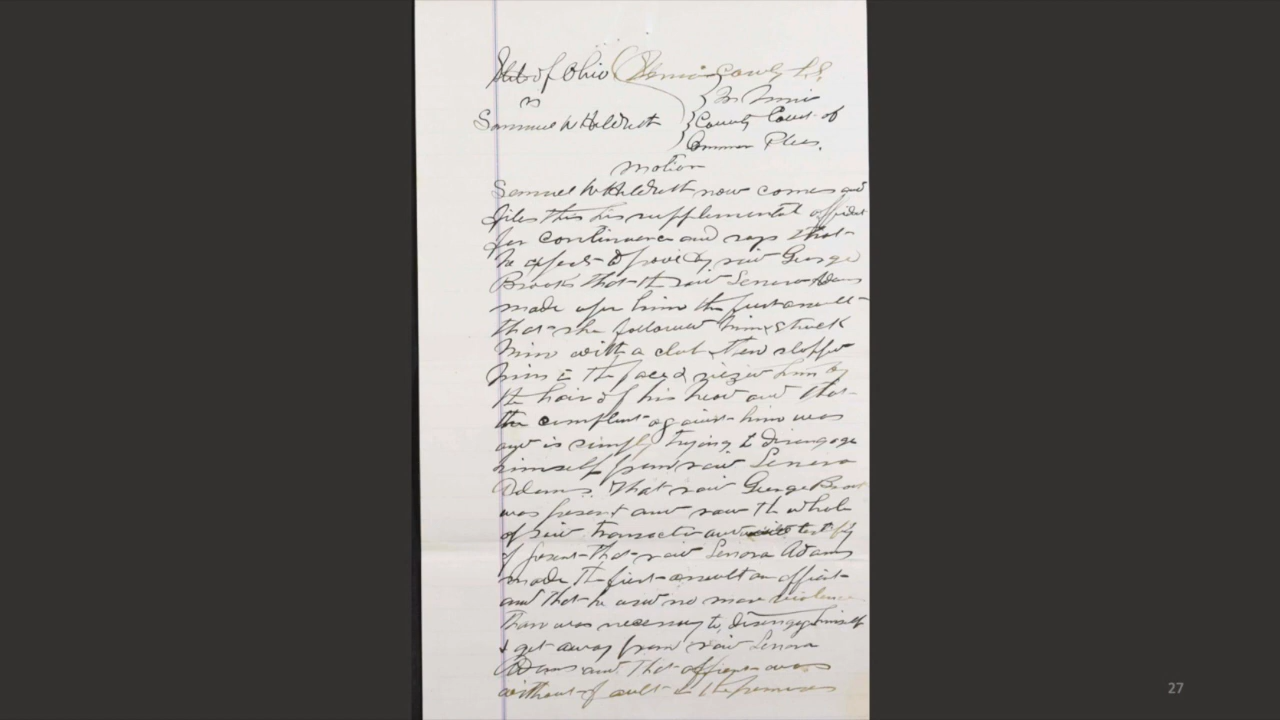 State of Ohio County S.S.
vs In
Samuel W Hildreth County Court of
Common Pleas.
Motion
Samuel W Hildreth now comes and
files this his supplemental affidavit
for continuance and says that
he expects to prove by said George
Brooks that the said Lenora Adams
made upon him the first assault
that she followed him & struck
him with a club & then slapped
him in the face & seized him by
the hair of his head and that
the complaint against him was
and is simply trying to disengage
himself from said Lenora
Adams. That said George Brooks
was present and saw the whole
of said transaction and will testify
if present that said Lenora Adams
made the first assault on affiant
and that he used no more violence
than was necessary to disengage himself
& get away from said Lenora
Adams and that affiant was
without fault in the premises
27